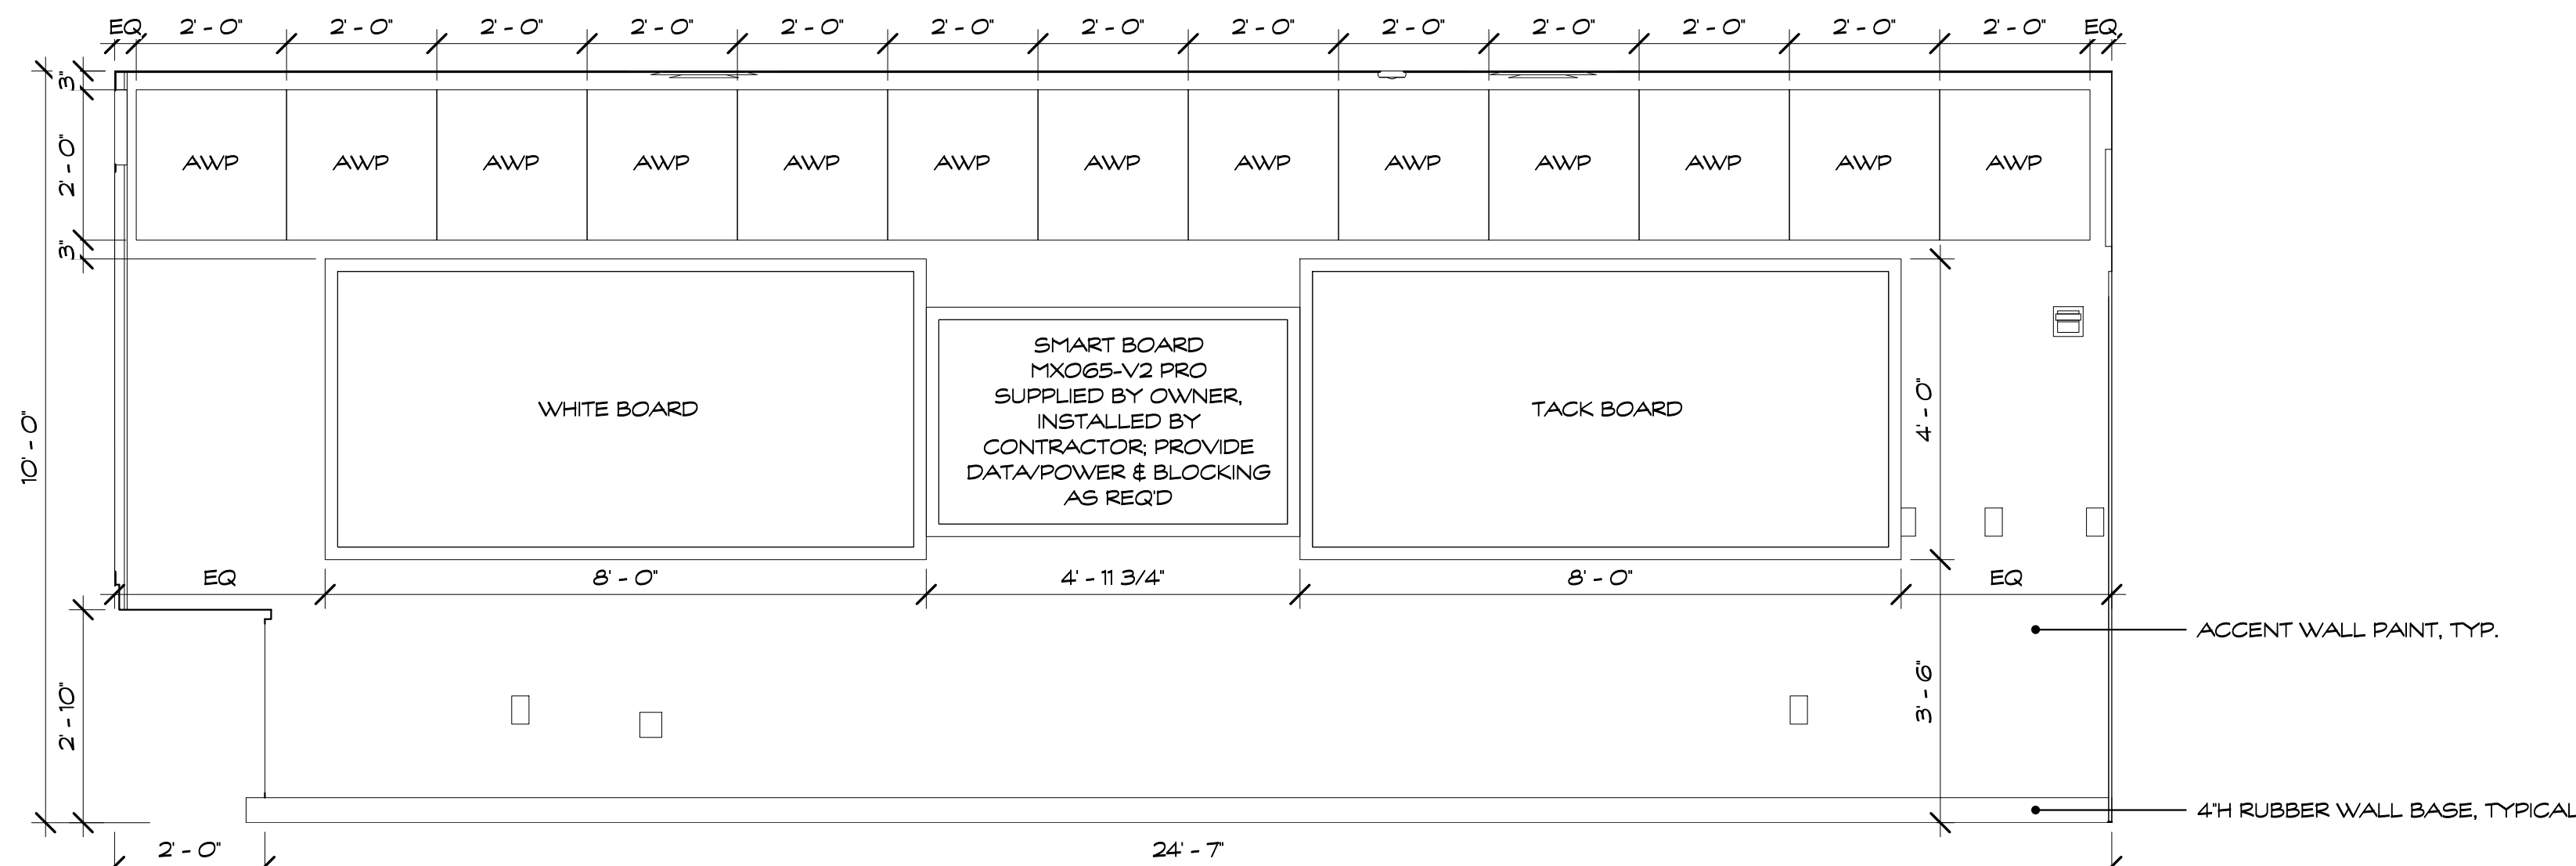 EQ 2' - 0" 2' - 0" 2' - 0" 2' - 0" 2' - 0" 2' - 0" 2' - 0" 2' - 0" 2' - 0" 2' - 0" 2' - 0" 2' - 0" 2' - 0" EQ
3"
2' - 0"
3"
10' - 0"
2' - 10"
AWP AWP AWP AWP AWP AWP AWP AWP AWP AWP AWP AWP AWP
WHITE BOARD
SMART BOARD
MX065-V2 PRO
SUPPLIED BY OWNER,
INSTALLED BY
CONTRACTOR; PROVIDE
DATA/POWER & BLOCKING
AS REQ'D
TACK BOARD
4' - 0"
EQ 8' - 0" 4' - 11 3/4" 8' - 0" EQ
3' - 6"
ACCENT WALL PAINT, TYP.
4"H RUBBER WALL BASE, TYPICAL
2' - 0" 24' - 7"